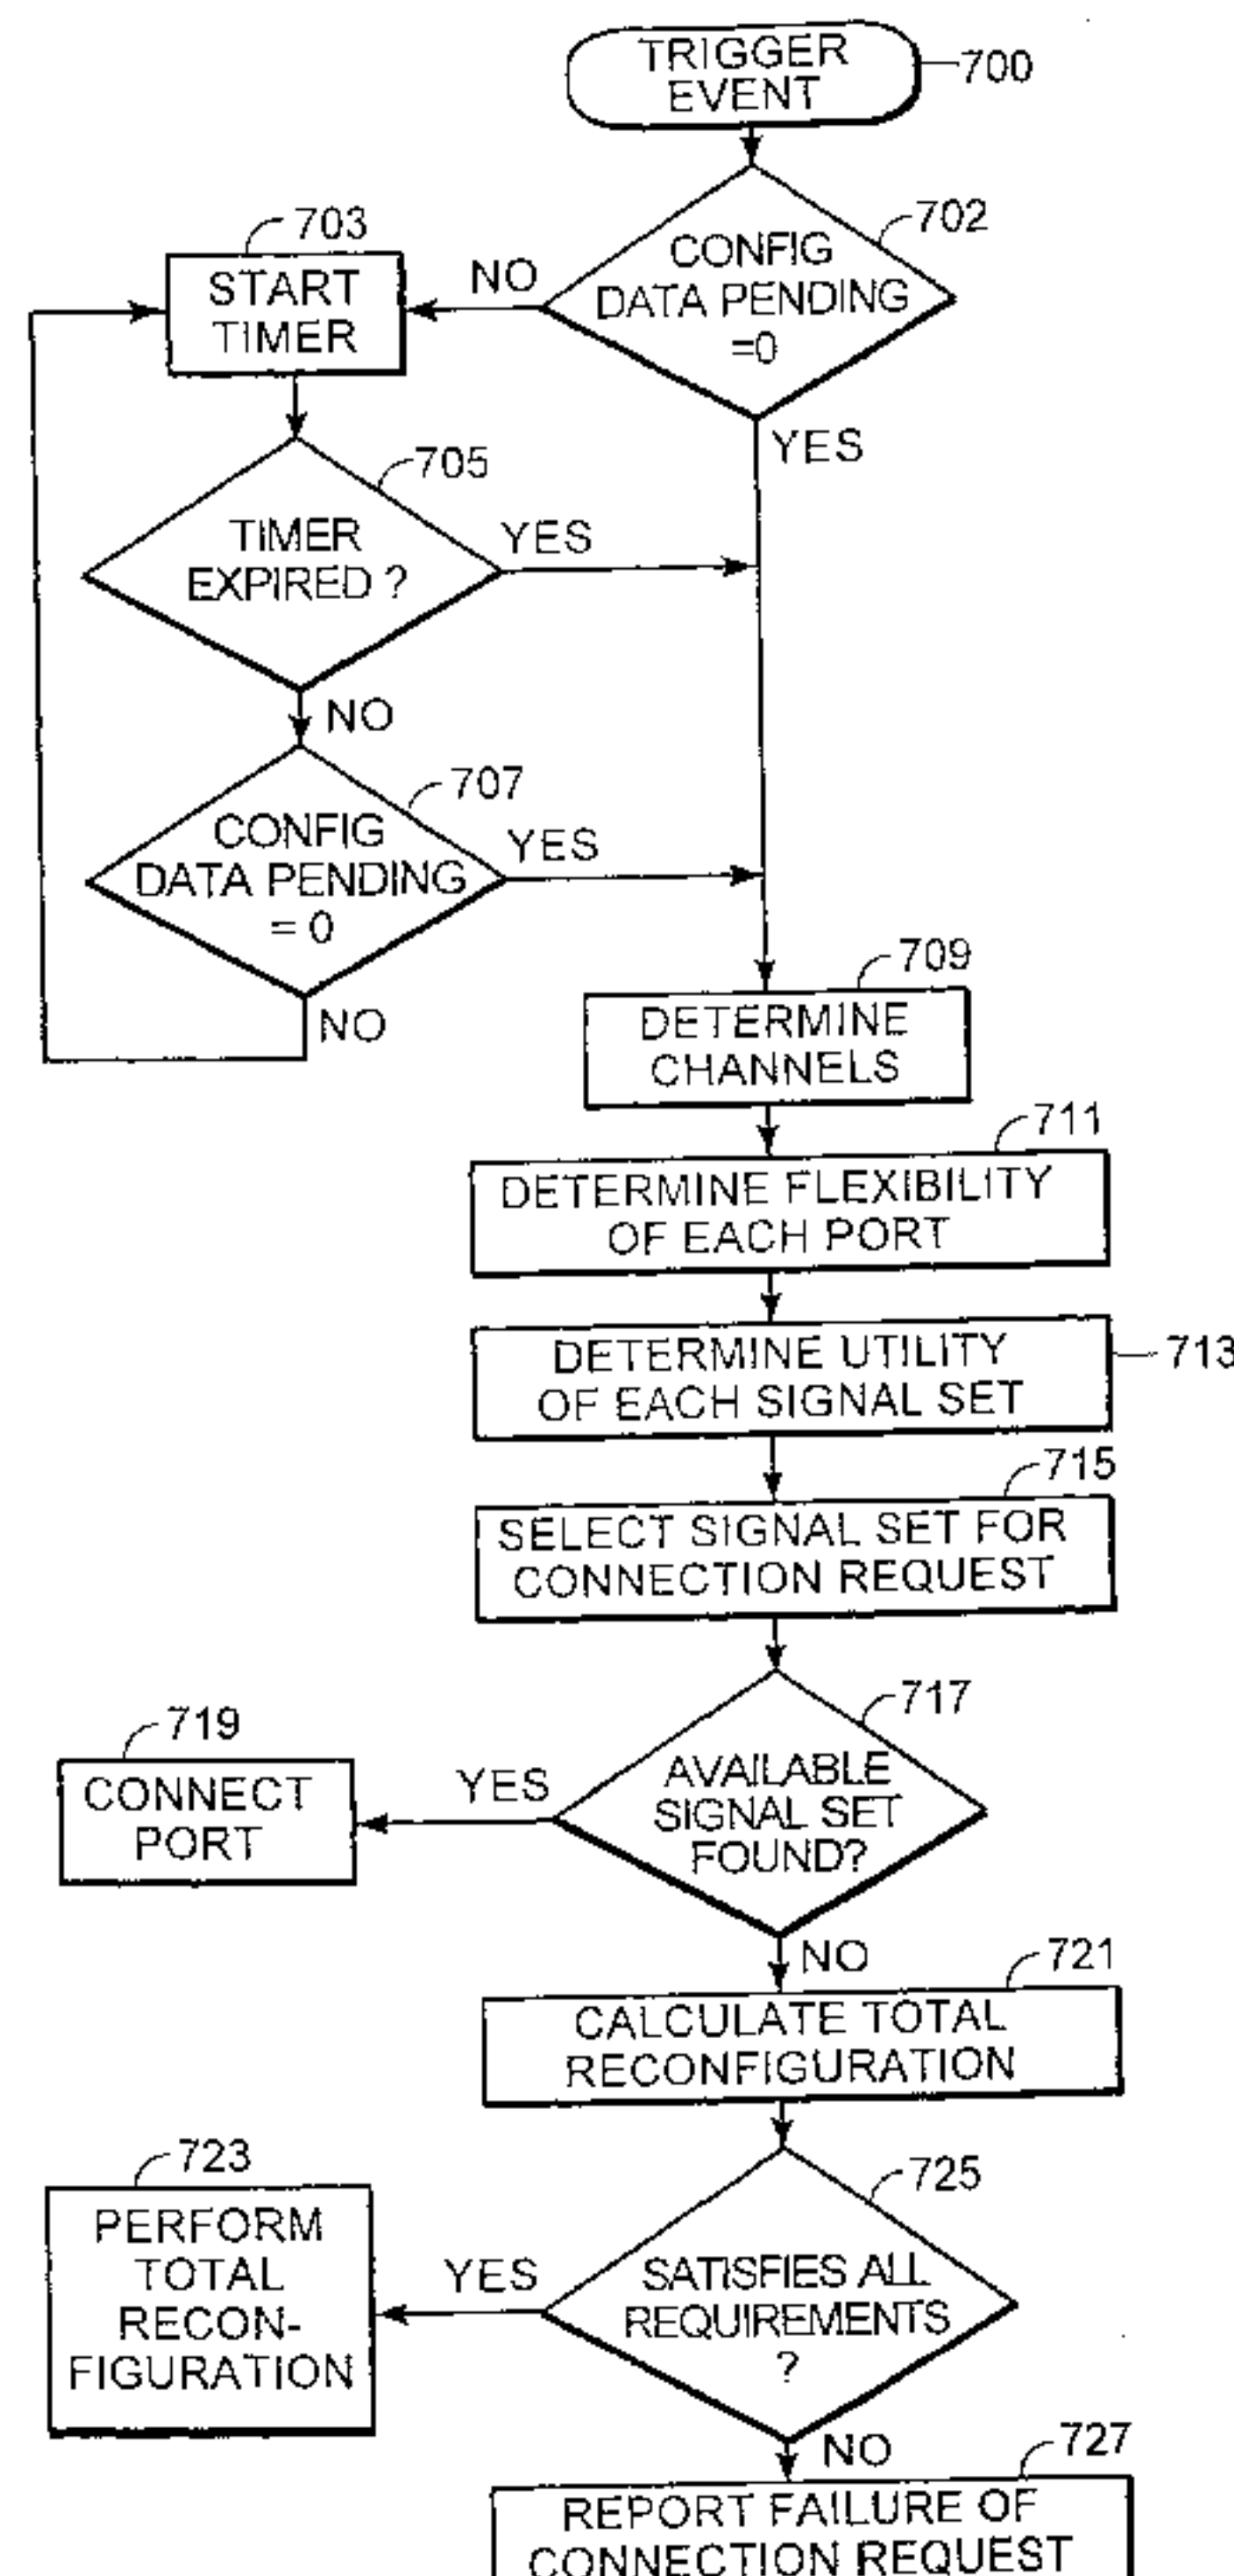 TRIGGER
EVENT
700
702
CONFIG
DATA PENDING
=0
NO
YES
703
START
TIMER
705
TIMER
EXPIRED ?
YES
NO
707
CONFIG
DATA PENDING
= 0
YES
NO
709
DETERMINE
CHANNELS
711
DETERMINE FLEXIBILITY
OF EACH PORT
DETERMINE UTILITY
OF EACH SIGNAL SET
713
715
SELECT SIGNAL SET FOR
CONNECTION REQUEST
717
AVAILABLE
SIGNAL SET
FOUND?
YES
NO
719
CONNECT
PORT
721
CALCULATE TOTAL
RECONFIGURATION
725
SATISFIES ALL
REQUIREMENTS
?
YES
NO
723
PERFORM
TOTAL
RECON-
FIGURATION
727
REPORT FAILURE OF
CONNECTION REQUEST